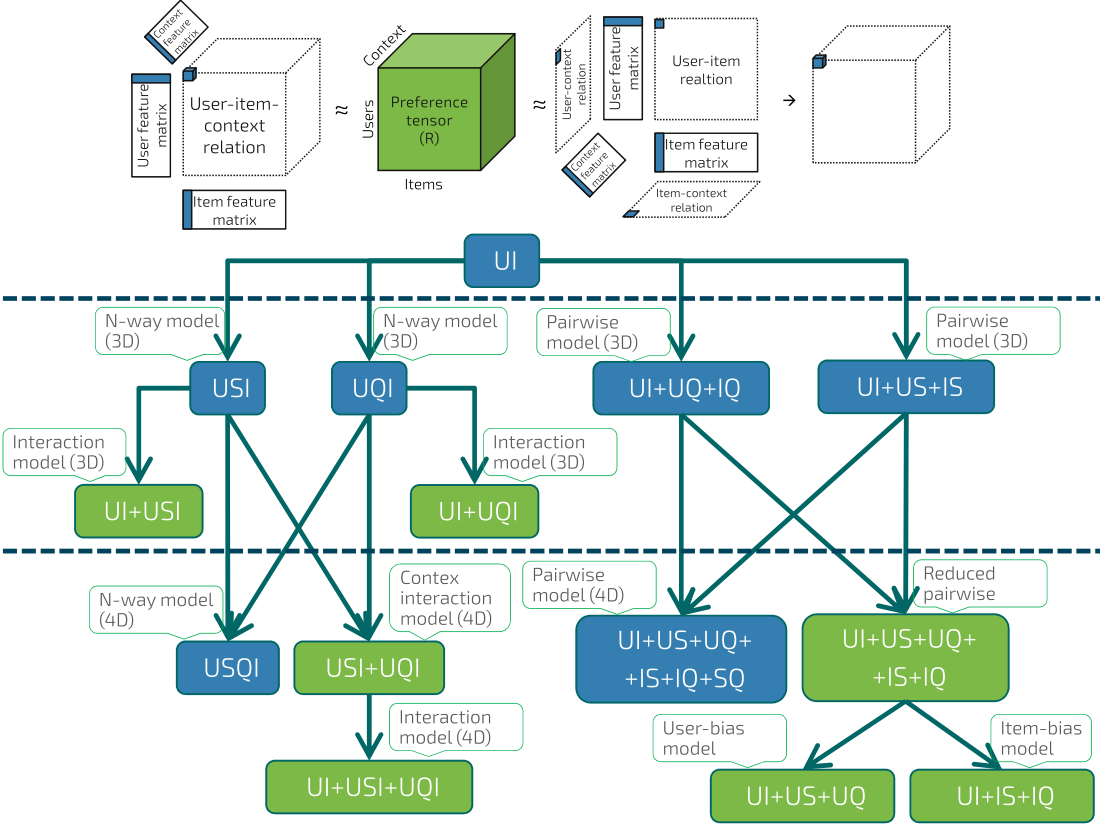 Context
feature
matrix
User feature
matrix
User-item-
context
relation
Item feature
matrix
≈
Context
Users
Preference
tensor
(R)
Items
≈
User-context
relation
User feature
matrix
User-item
realtion
Context
feature
matrix
Item feature
matrix
Item-context
relation
→
UI
N-way model
(3D)
N-way model
(3D)
Pairwise
model (3D)
Pairwise
model (3D)
USI
UQI
UI+UQ+IQ
UI+US+IS
Interaction
model (3D)
Interaction
model (3D)
UI+USI
UI+UQI
N-way model
(4D)
Contex
interaction
model (4D)
Pairwise
model (4D)
Reduced
pairwise
USQI
USI+UQI
UI+US+UQ+
+IS+IQ+SQ
UI+US+UQ+
+IS+IQ
Interaction
model (4D)
User-bias
model
Item-bias
model
UI+USI+UQI
UI+US+UQ
UI+IS+IQ